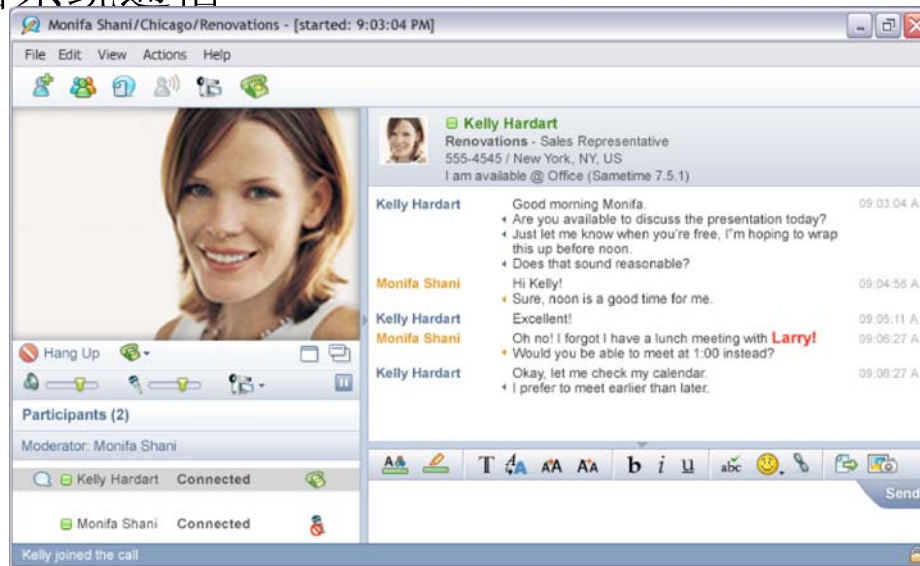 系统通信
Monifa Shani/Chicago/Renovations - [started: 9:03:04 PM]
File Edit View Actions Help
Kelly Hardart
Renovations - Sales Representative
555-4545 / New York, NY, US
I am available @ Office (Sametime 7.5.1)
Kelly Hardart Good morning Monifa. 09:03:04 A
Are you available to discuss the presentation today?
Just let me know when you're free, I"m hoping to wrap
this up before noon.
Does that sound reasonable?
Monifa Shani Hi Kelly! 09:04:58 A
Sure, noon is a good time for me.
Kelly Hardart Excellent! 09:05:11 A
Monifa Shani Oh no! I forgot I have a lunch meeting with Larry! 09:06:27 A
Would you be able to meet at 1:00 instead?
Kelly Hardart Okay, let me check my calendar. 09:08:27 A
I prefer to meet earlier than later.
Hang Up
Participants (2)
Moderator: Monifa Shani
Kelly Hardart Connected
Monifa Shani Connected
Kelly joined the call
T A A A A A b i u abc
Send